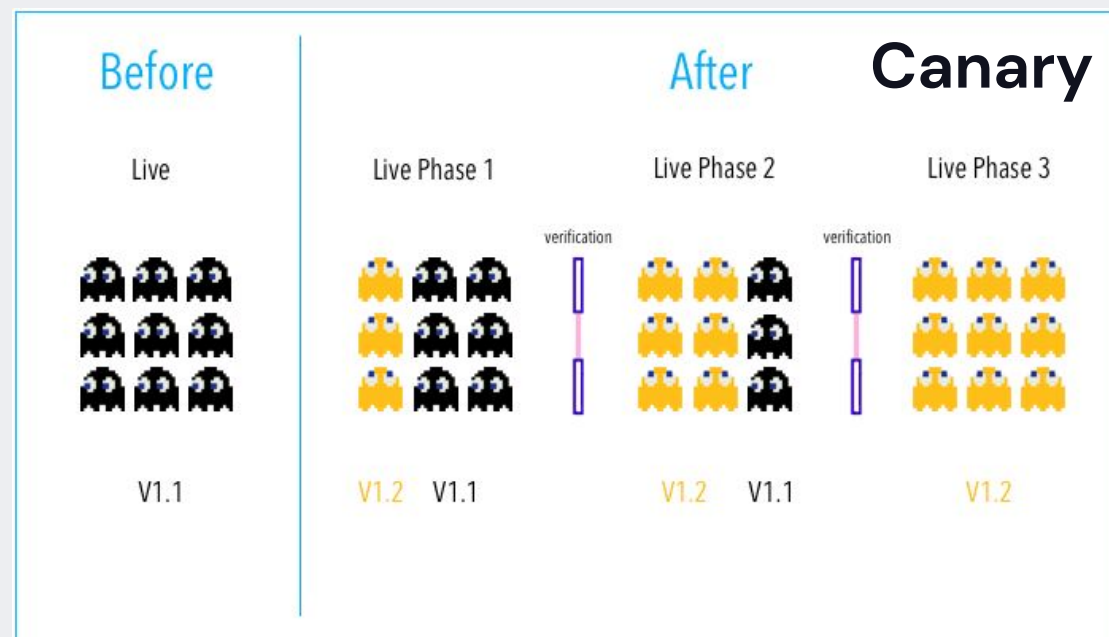 Before
After
Canary
Live
Live Phase 1
Live Phase 2
Live Phase 3
verification
verification
V1.1
V1.2 V1.1
V1.2 V1.1
V1.2